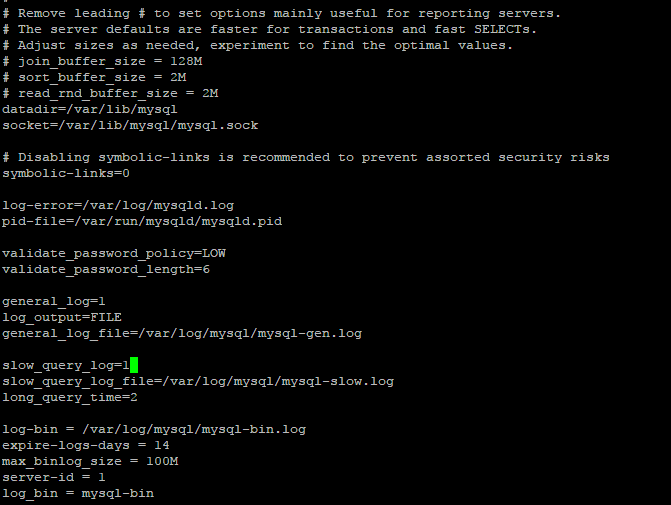 # Remove leading # to set options mainly useful for reporting servers.
# The server defaults are faster for transactions and fast SELECTs.
# Adjust sizes as needed, experiment to find the optimal values.
# join_buffer_size = 128M
# sort_buffer_size = 2M
# read_rnd_buffer_size = 2M
datadir=/var/lib/mysql
socket=/var/lib/mysql/mysql.sock
# Disabling symbolic-links is recommended to prevent assorted security risks
symbolic-links=0
log-error=/var/log/mysqld.log
pid-file=/var/run/mysqld/mysqld.pid
validate_password_policy=LOW
validate_password_length=6
general_log=1
log_output=FILE
general_log_file=/var/log/mysql/mysql-gen.log
slow_query_log=1
slow_query_log_file=/var/log/mysql/mysql-slow.log
long_query_time=2
log-bin = /var/log/mysql/mysql-bin.log
expire-logs-days = 14
max_binlog_size = 100M
server-id = 1
log_bin = mysql-bin